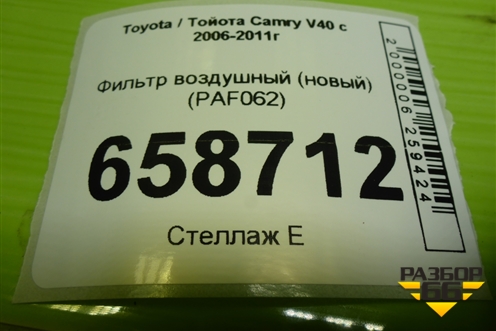 Toyota / Тойота Camry V40 с
2006-2011г
Фильтр воздушный (новый)
(PAF062)
658712
Стеллаж Е
2000006259424
РАЗБОР
66